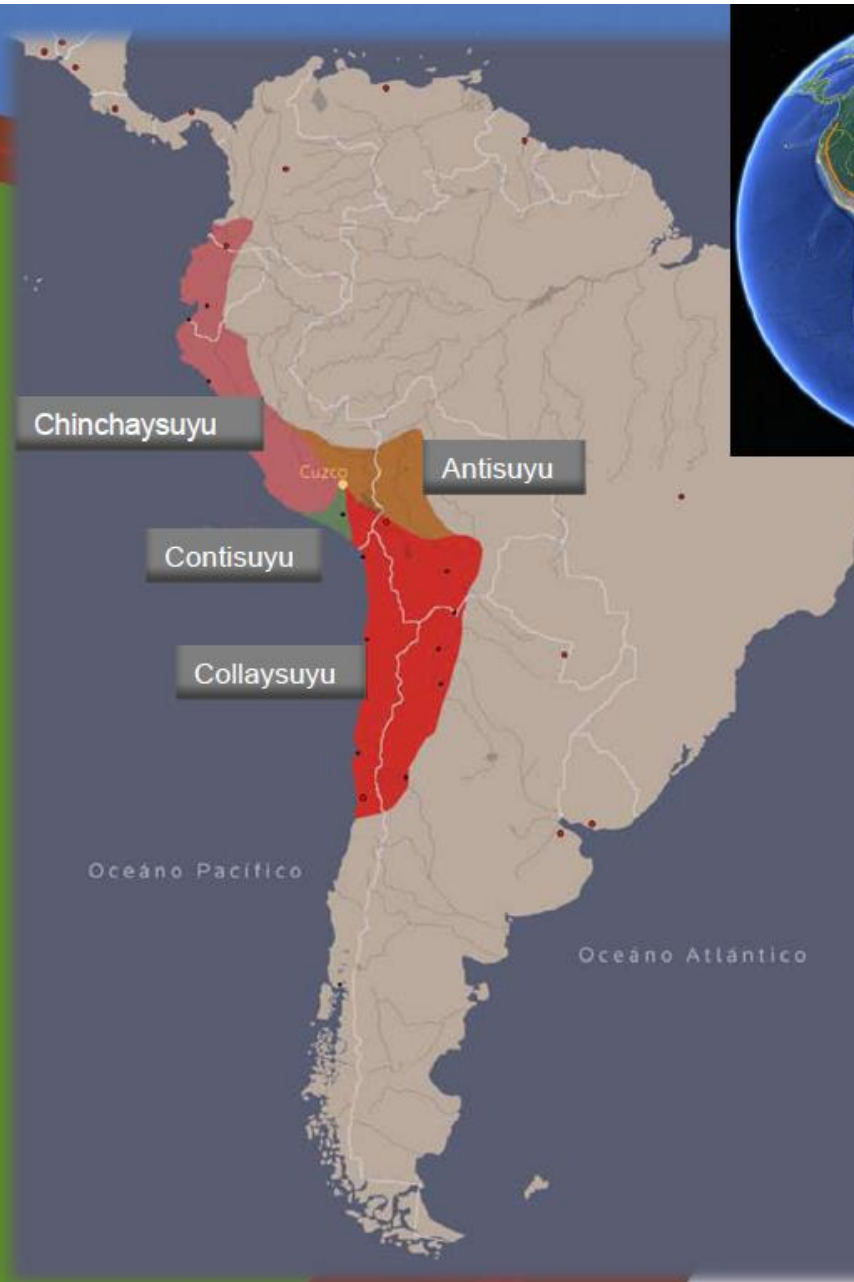 Chinchaysuyu
Antisuyu
Cuzco
Contisuyu
Collaysuyu
Oceáno Pacífico
Oceáno Atlántico